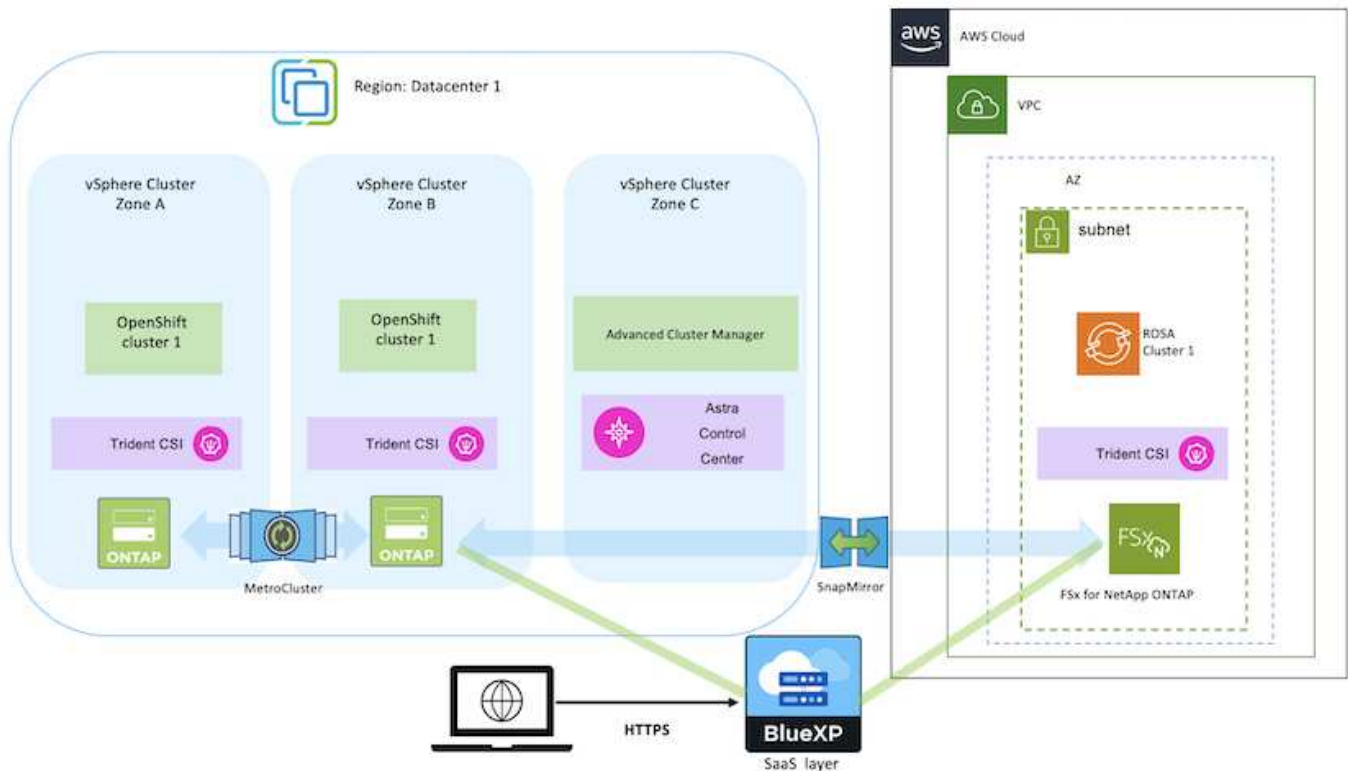 aws
AWS Cloud
Region: Datacenter 1
VPC
vSphere Cluster
Zone A
vSphere Cluster
Zone B
vSphere Cluster
Zone C
AZ
subnet
OpenShift
cluster 1
OpenShift
cluster 1
Advanced Cluster Manager
ROSA
Cluster 1
Astra
Control
Center
Trident CSI
Trident CSI
Trident CSI
ONTAP
ONTAP
FSx
N
MetroCluster
SnapMirror
FSx for NetApp ONTAP
HTTPS
BlueXP
SaaS layer